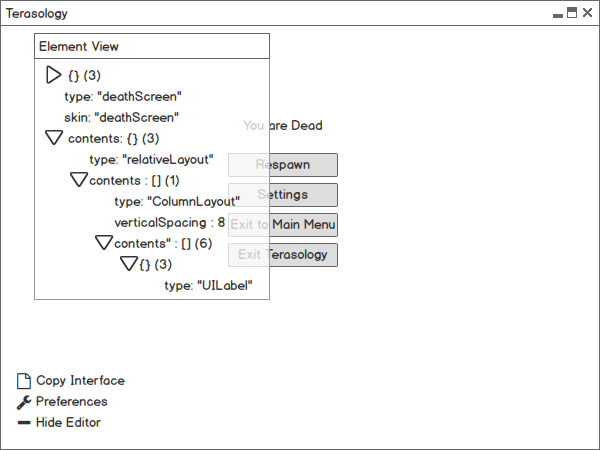 Terasology
Element View
{} (3)
type: "deathScreen"
skin: "deathScreen"
contents: {} (3)
type: "relativeLayout"
contents : [] (1)
type: "ColumnLayout"
verticalSpacing : 8
contents" : [] (6)
{} (3)
type: "UILabel"
You are Dead
Respawn
Settings
Exit to Main Menu
Exit Terasology
Copy Interface
Preferences
Hide Editor